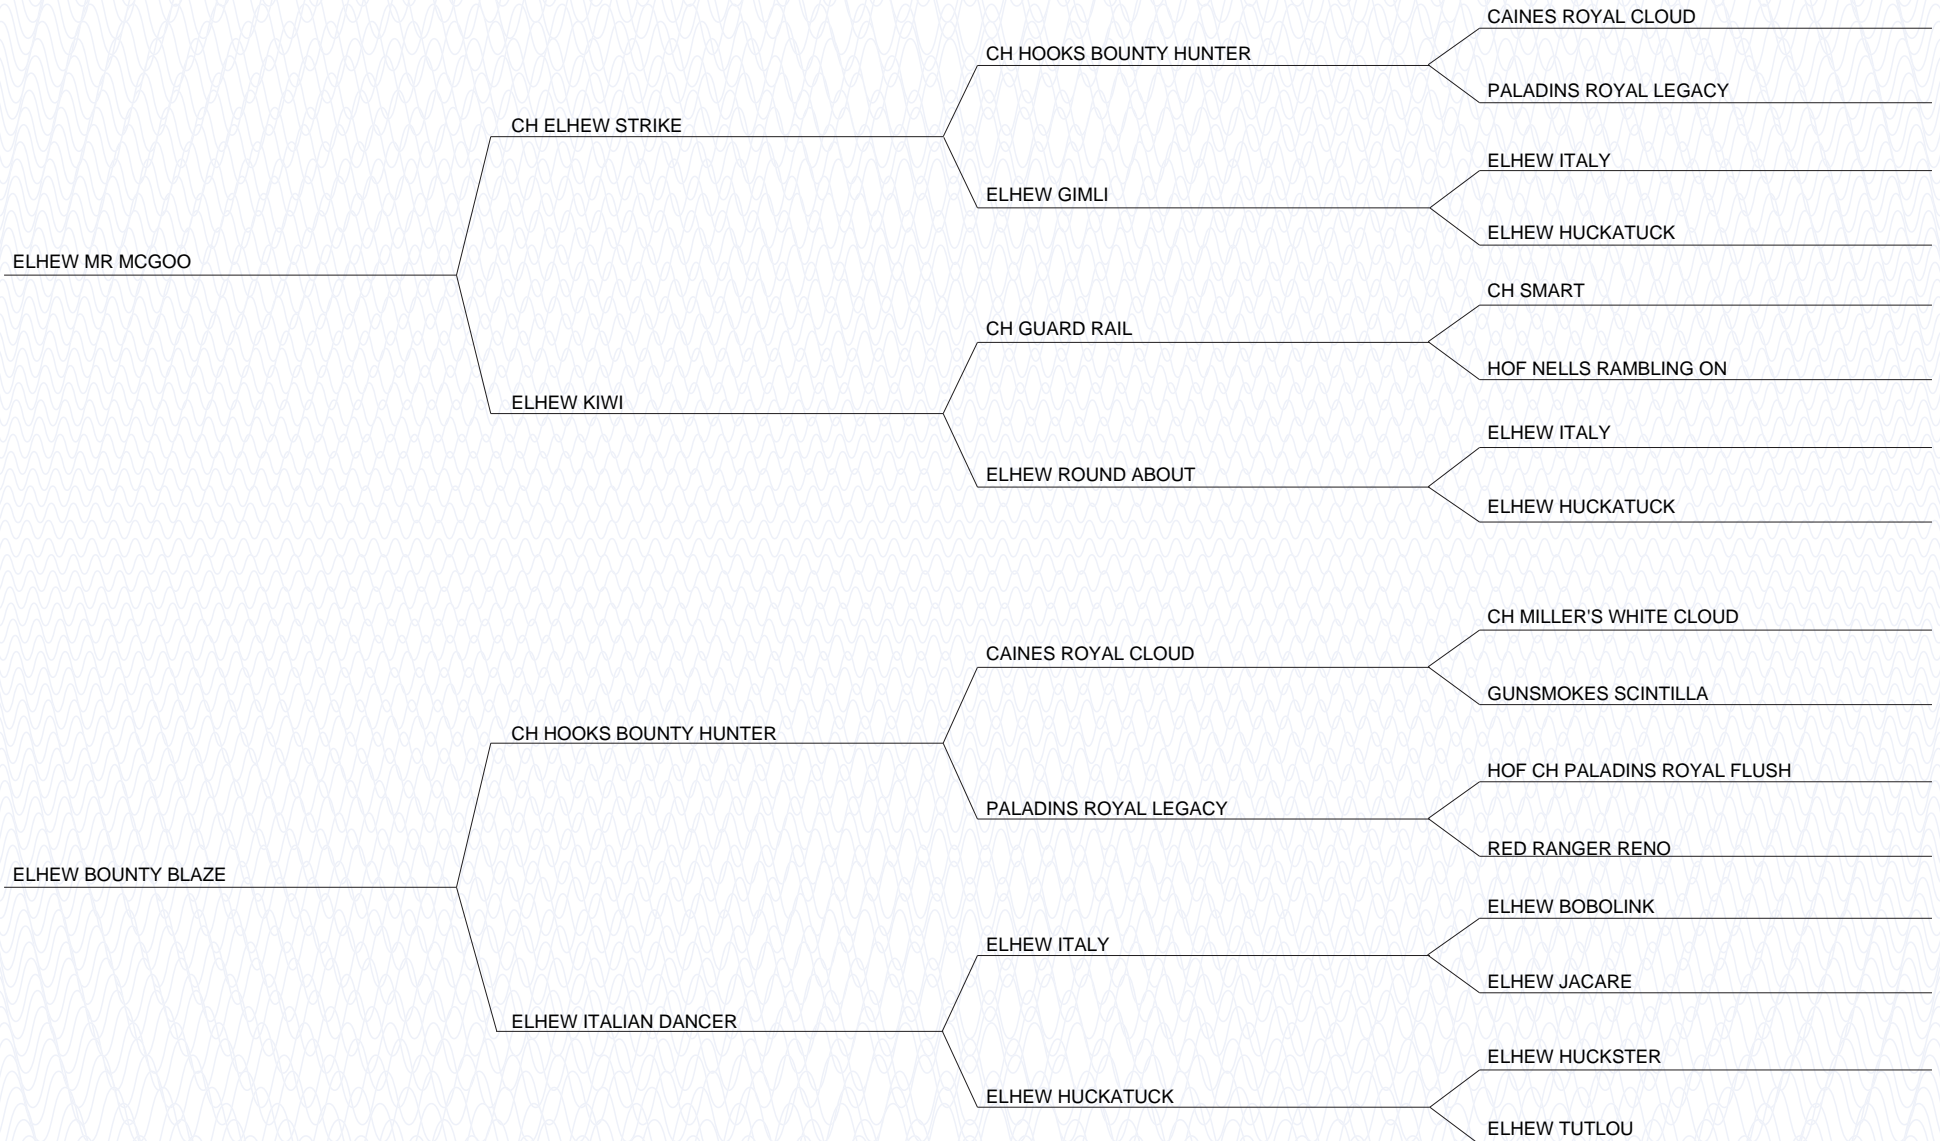 CAINES ROYAL CLOUD
CH HOOKS BOUNTY HUNTER
PALADINS ROYAL LEGACY
CH ELHEW STRIKE
ELHEW ITALY
ELHEW GIMLI
ELHEW HUCKATUCK
ELHEW MR MCGOO
CH SMART
CH GUARD RAIL
HOF NELLS RAMBLING ON
ELHEW KIWI
ELHEW ITALY
ELHEW ROUND ABOUT
ELHEW HUCKATUCK
CH MILLER'S WHITE CLOUD
CAINES ROYAL CLOUD
GUNSMOKES SCINTILLA
CH HOOKS BOUNTY HUNTER
HOF CH PALADINS ROYAL FLUSH
PALADINS ROYAL LEGACY
RED RANGER RENO
ELHEW BOUNTY BLAZE
ELHEW BOBOLINK
ELHEW ITALY
ELHEW JACARE
ELHEW ITALIAN DANCER
ELHEW HUCKSTER
ELHEW HUCKATUCK
ELHEW TUTLOU